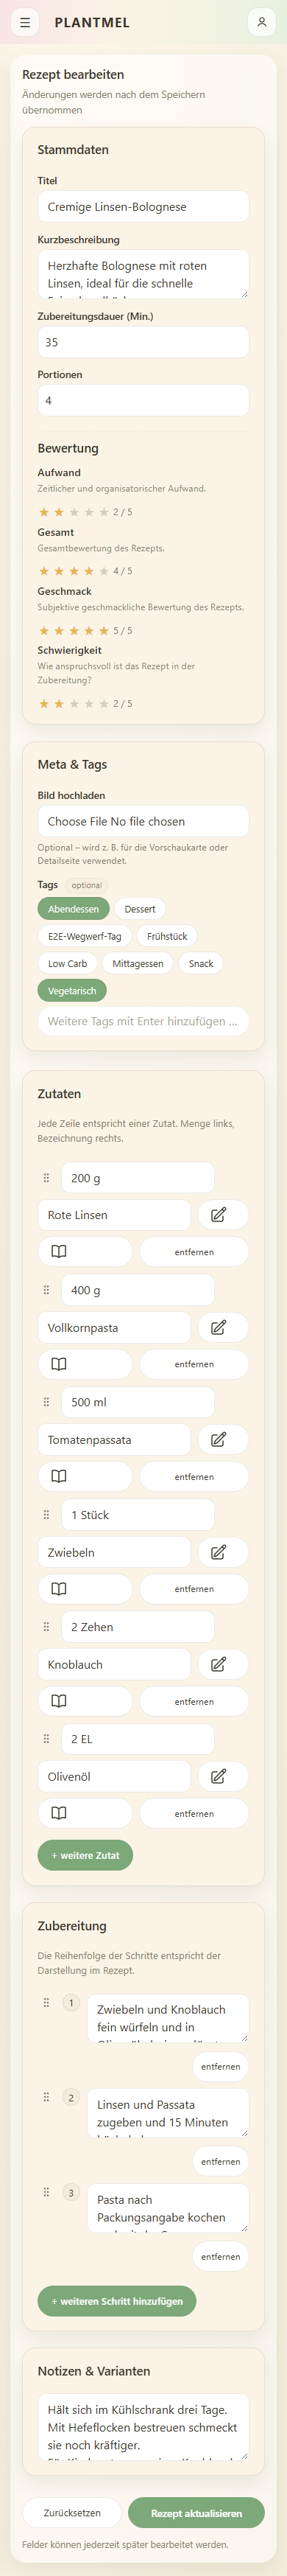 PLANTMEL
Rezept bearbeiten
Änderungen werden nach dem Speichern
übernommen
Stammdaten
Titel
Cremige Linsen-Bolognese
Kurzbeschreibung
Herzhafte Bolognese mit roten
Linsen, ideal für die schnelle
Zubereitungsdauer (Min.)
35
Portionen
4
Bewertung
Aufwand
Zeitlicher und organisatorischer Aufwand.
2 / 5
Gesamt
Gesamtbewertung des Rezepts.
4 / 5
Geschmack
Subjektive geschmackliche Bewertung des Rezepts.
5 / 5
Schwierigkeit
Wie anspruchsvoll ist das Rezept in der
Zubereitung?
2 / 5
Meta & Tags
Bild hochladen
Choose File No file chosen
Optional – wird z. B. für die Vorschaukarte oder
Detailseite verwendet.
Tags optional
Abendessen Dessert
E2E-Wegwerf-Tag Frühstück
Low Carb Mittagessen Snack
Vegetarisch
Weitere Tags mit Enter hinzufügen ...
Zutaten
Jede Zeile entspricht einer Zutat. Menge links,
Bezeichnung rechts.
200 g
Rote Linsen
entfernen
400 g
Vollkornpasta
entfernen
500 ml
Tomatenpassata
entfernen
1 Stück
Zwiebeln
entfernen
2 Zehen
Knoblauch
entfernen
2 EL
Olivenöl
entfernen
+ weitere Zutat
Zubereitung
Die Reihenfolge der Schritte entspricht der
Darstellung im Rezept.
1 Zwiebeln und Knoblauch
fein würfeln und in
entfernen
2 Linsen und Passata
zugeben und 15 Minuten
entfernen
3 Pasta nach
Packungsangabe kochen
entfernen
+ weiteren Schritt hinzufügen
Notizen & Varianten
Hält sich im Kühlschrank drei Tage.
Mit Hefeflocken bestreuen schmeckt
sie noch kräftiger.
Zurücksetzen Rezept aktualisieren
Felder können jederzeit später bearbeitet werden.